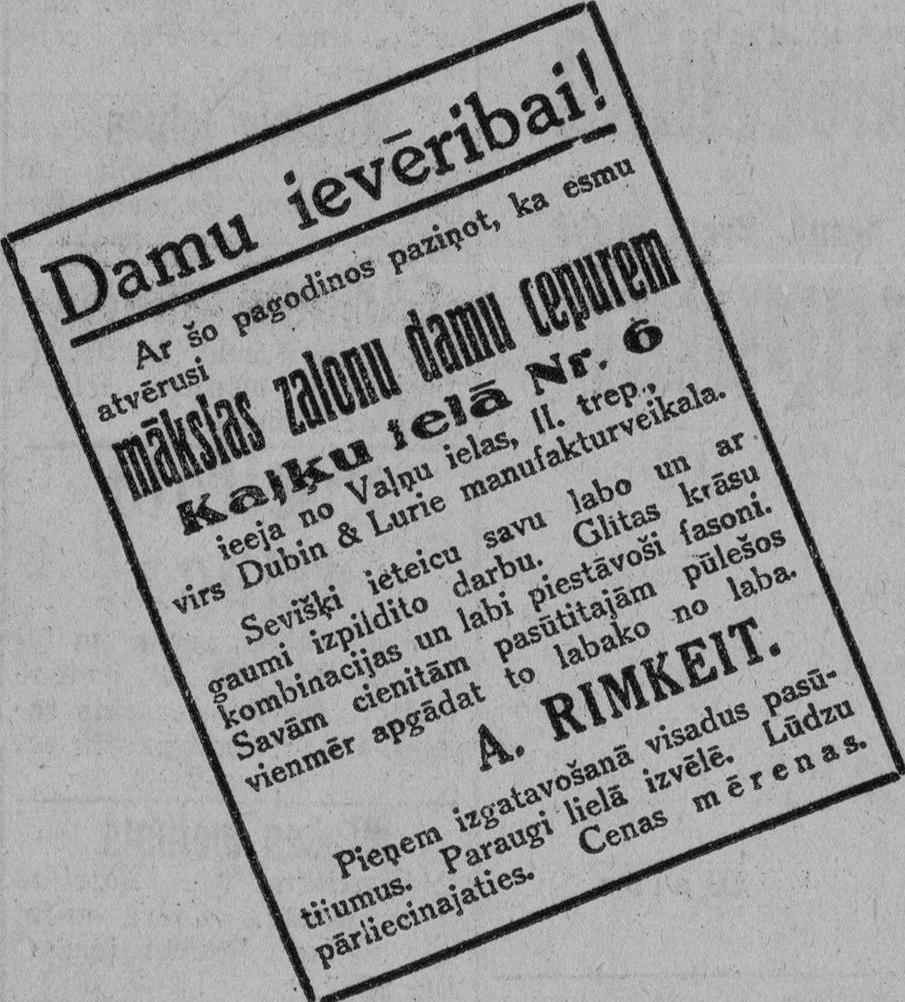 Damu ievēribai!
Ar šo pagodinos paziņot, ka esmu
atvērusi
mākslas zalonu damu cepurem
Kaļķu ielā Nr. 6
ieeja no Vaļņu ielas, II. trep.,
virs Dubin & Lurie manufakturveikala.
Sevišķi ieteicu savu labo un ar
gaumi izpildito darbu. Glitas krāsu
kombinacijas un labi piestāvoši fasoni.
Savām cienitām pasūtitajām pūlešos
vienmēr apgādat to labako no laba.
A. RIMKEIT.
Pieņem izgatavošanā visadus pasū-
tijumus. Paraugi lielā izvēlē. Lūdzu
pārliecinajaties. Cenas mērenas.